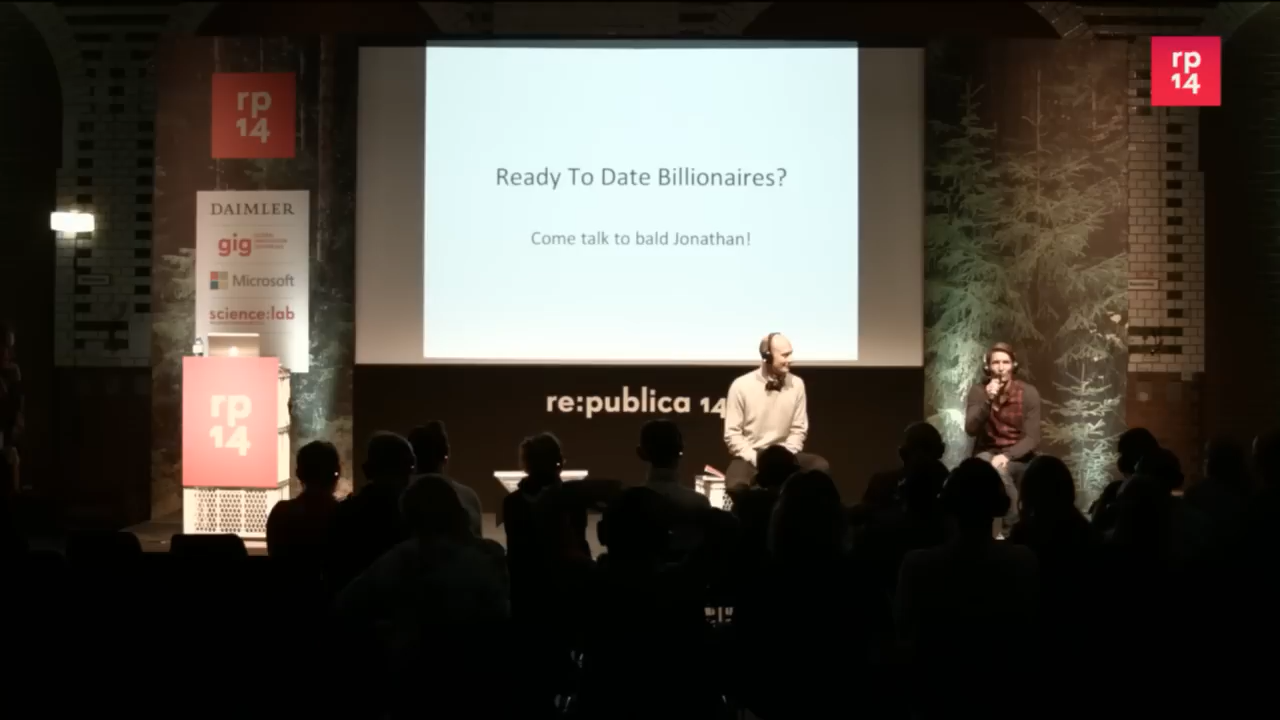 rp
14
rp
14
DAIMLER
gig
Microsoft
science:lab
Ready To Date Billionaires?
Come talk to bald Jonathan!
rp
14
re:publica 14